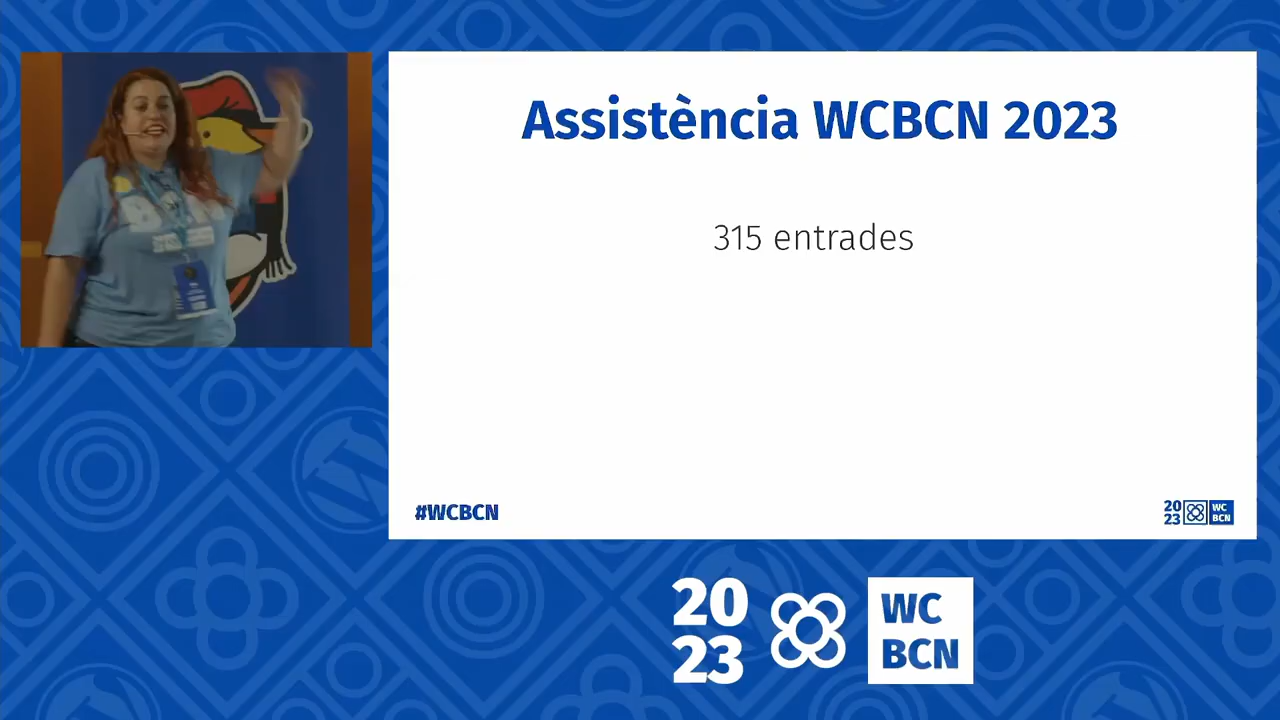 Assistència WCBCN 2023
315 entrades
#WCBCN
20
23
WC
BCN
20
23
WC
BCN